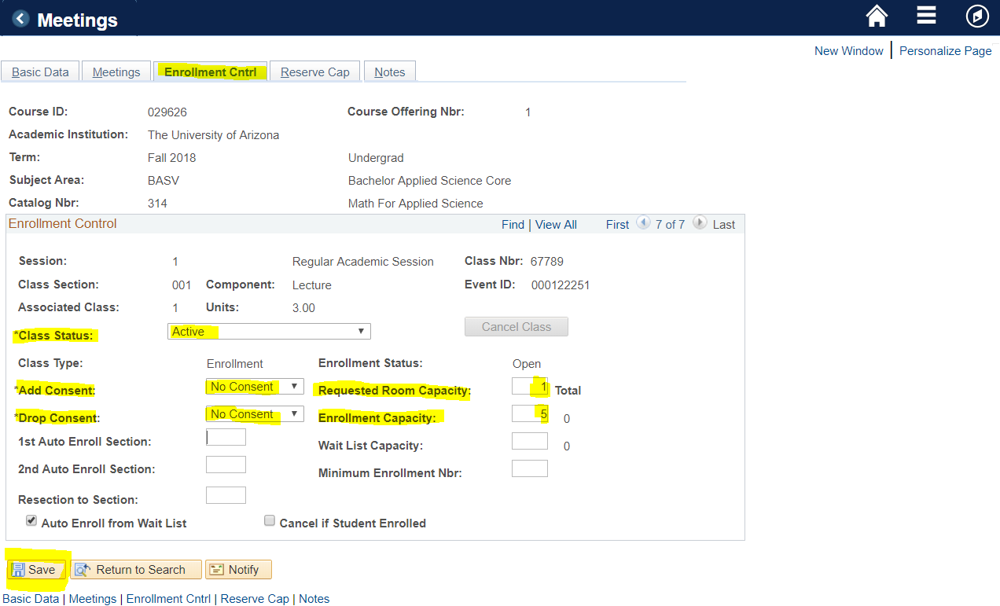 Meetings
New Window | Personalize Page
Basic Data Meetings Enrollment Cntrl Reserve Cap Notes
Course ID: 029626 Course Offering Nbr: 1
Academic Institution: The University of Arizona
Term: Fall 2018 Undergrad
Subject Area: BASV Bachelor Applied Science Core
Catalog Nbr: 314 Math For Applied Science
Enrollment Control Find | View All First 7 of 7 Last
Session: 1 Regular Academic Session Class Nbr: 67789
Class Section: 001 Component: Lecture Event ID: 000122251
Associated Class: 1 Units: 3.00
*Class Status: Active Cancel Class
Class Type: Enrollment Enrollment Status: Open
*Add Consent: No Consent Requested Room Capacity: 1 Total
*Drop Consent: No Consent Enrollment Capacity: 5 0
1st Auto Enroll Section: Wait List Capacity: 0
2nd Auto Enroll Section: Minimum Enrollment Nbr:
Resection to Section:
Auto Enroll from Wait List Cancel if Student Enrolled
Save Return to Search Notify
Basic Data | Meetings | Enrollment Cntrl | Reserve Cap | Notes